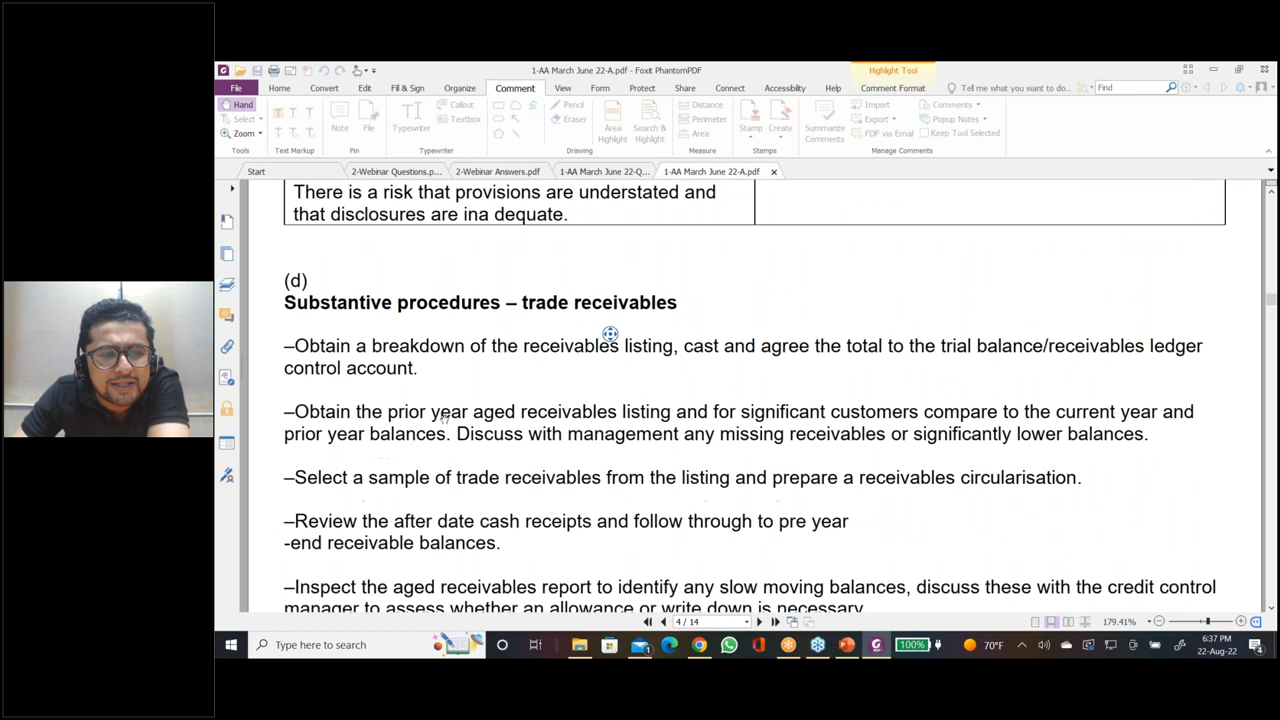 1-AA March June 22-A.pdf - Foxit PhantomPDF
Highlight Tool
File Home Convert Edit Fill & Sign Organize Comment View Form Protect Share Accessibility Connect Help Comment Format Tell me what you want to do.. Find
Hand
Select
Zoom
Tools
Text Markup
Note
File
Pin
Typewriter
Callout
Textbox
Typewriter
Pencil
Eraser
Drawing
Area Highlight
Search & Highlight
Distance
Perimeter
Area
Measure
Stamp
Create
Stamps
Summarize Comments
Import
Export
PDF via Email
Comments
Popup Notes
Keep Tool Selected
Manage Comments
Start
2-Webinar Questions.p...
2-Webinar Answers.pdf
1-AA March June 22-Q...
1-AA March June 22-A.pdf
There is a risk that provisions are understated and
that disclosures are ina dequate.
(d)
Substantive procedures – trade receivables
–Obtain a breakdown of the receivables listing, cast and agree the total to the trial balance/receivables ledger
control account.
–Obtain the prior year aged receivables listing and for significant customers compare to the current year and
prior year balances. Discuss with management any missing receivables or significantly lower balances.
–Select a sample of trade receivables from the listing and prepare a receivables circularisation.
–Review the after date cash receipts and follow through to pre year
-end receivable balances.
–Inspect the aged receivables report to identify any slow moving balances, discuss these with the credit control
manager to assess whether an allowance or write down is necessary
4 / 14
179.41%
Type here to search
100%
70°F
6:37 PM
22-Aug-22